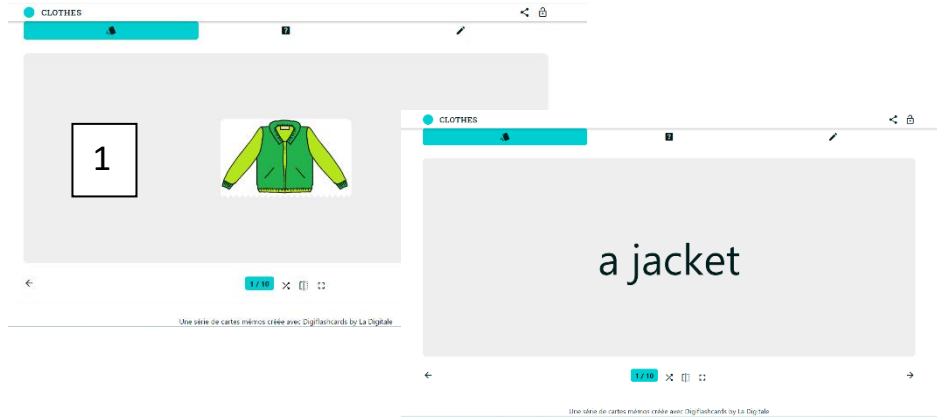 CLOTHES
1
1 / 10
Une série de cartes mémos créée avec Digiflashcards by La Digitale
CLOTHES
a jacket
1 / 10
Une série de cartes mémos créée avec Digiflashcards by La Digitale